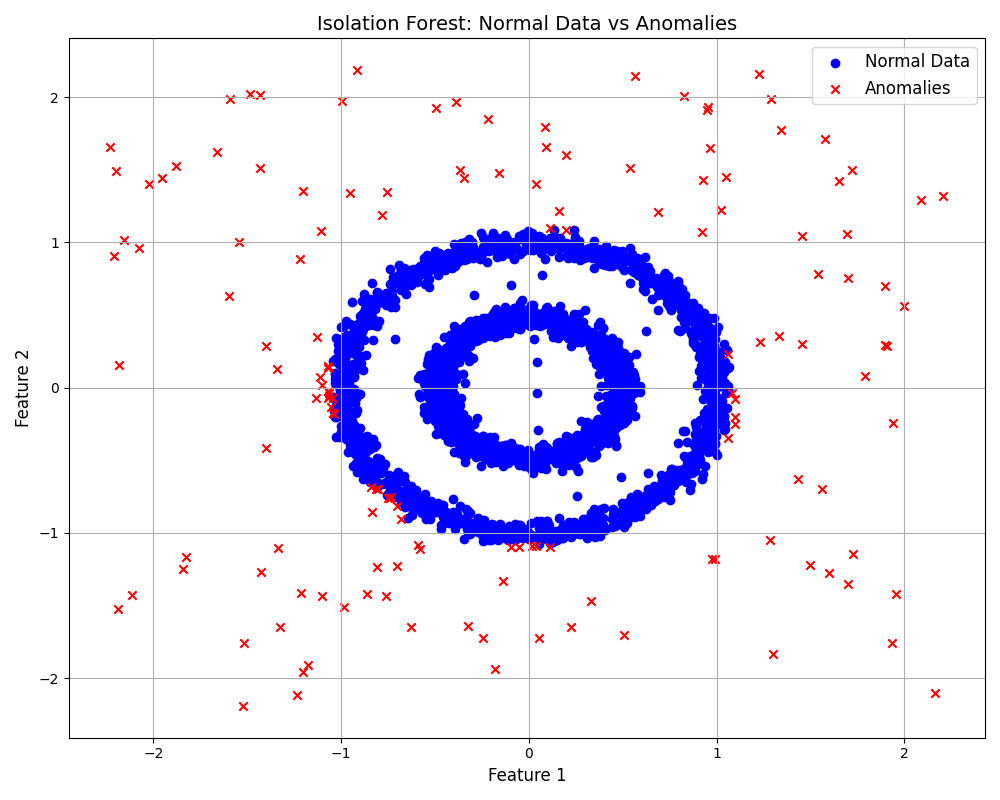 Isolation Forest: Normal Data vs Anomalies
Normal Data
Anomalies
Feature 2
2
1
0
−1
−2
−2
−1
0
1
2
Feature 1